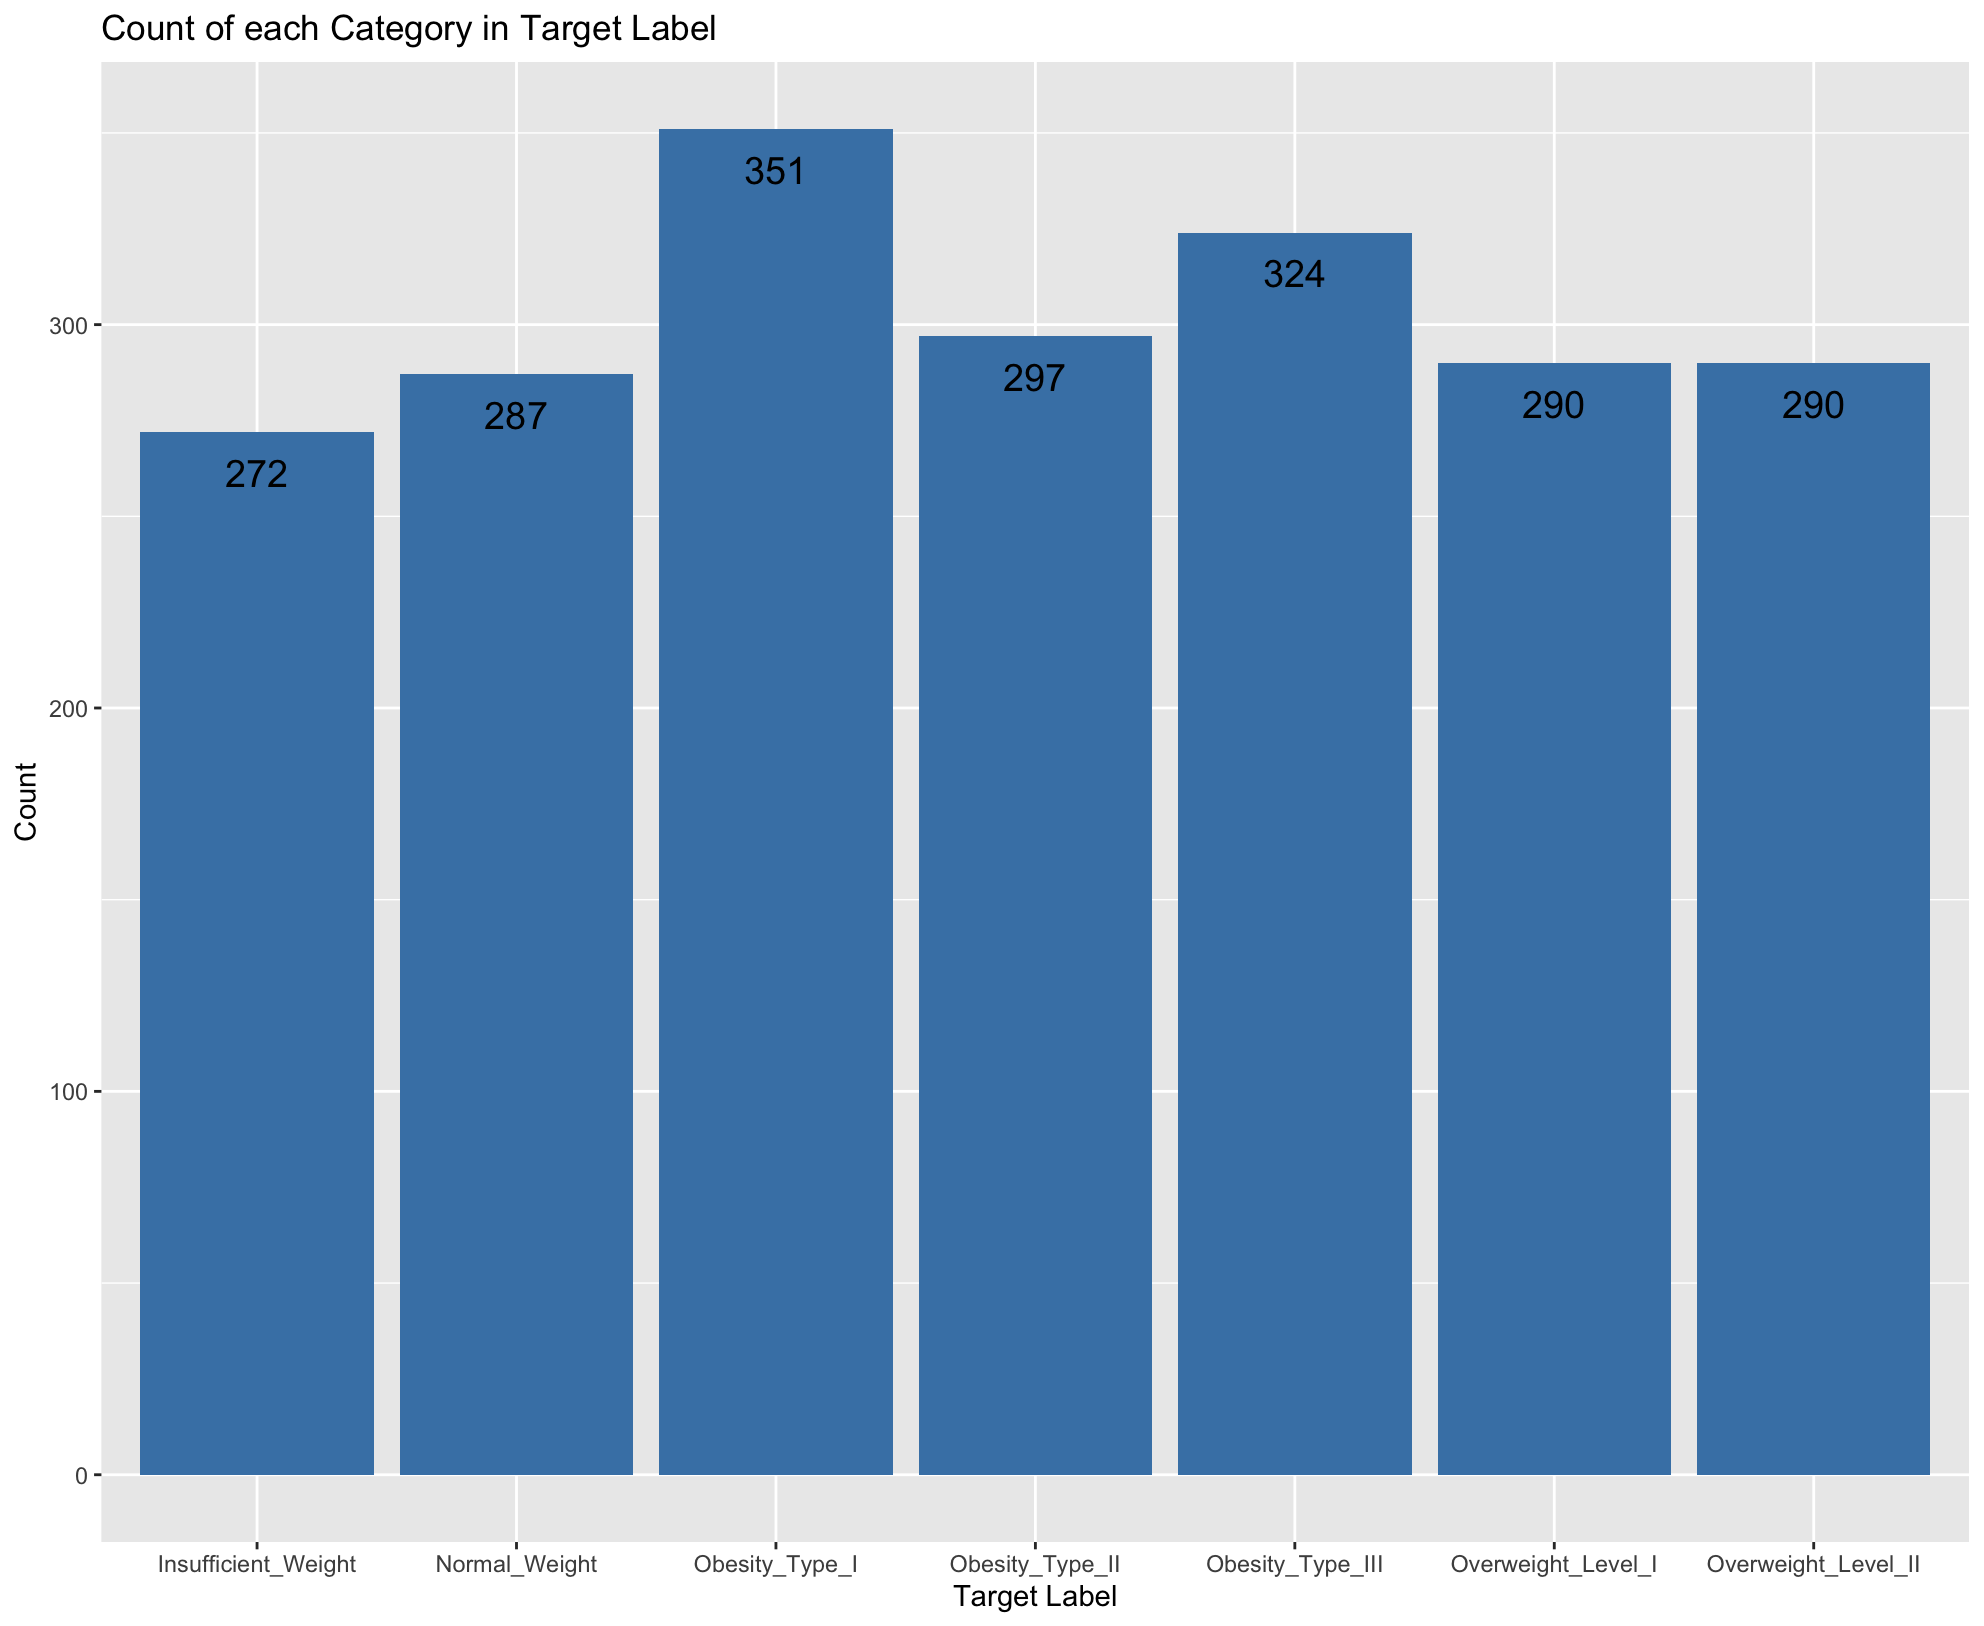 Count of each Category in Target Label
351
324
300
297
287
290
290
272
200
Count
100
0
Insufficient_Weight Normal_Weight Obesity_Type_I Obesity_Type_II Obesity_Type_III Overweight_Level_I Overweight_Level_II
Target Label